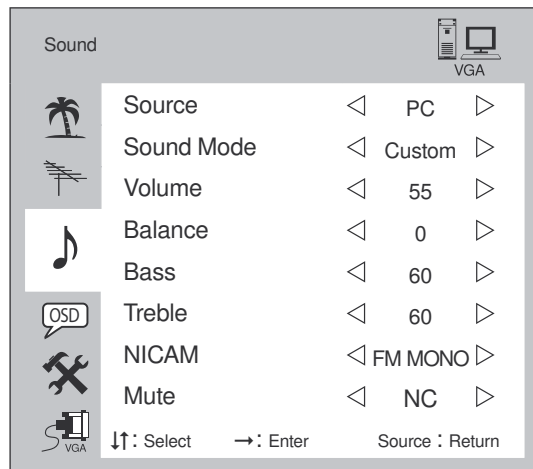 Sound
VGA
Source ◁ PC ▷
Sound Mode ◁ Custom ▷
Volume ◁ 55 ▷
Balance ◁ 0 ▷
Bass ◁ 60 ▷
OSD
Treble ◁ 60 ▷
NICAM ◁ FM MONO ▷
Mute ◁ NC ▷
VGA
↓↑: Select →: Enter Source : Return